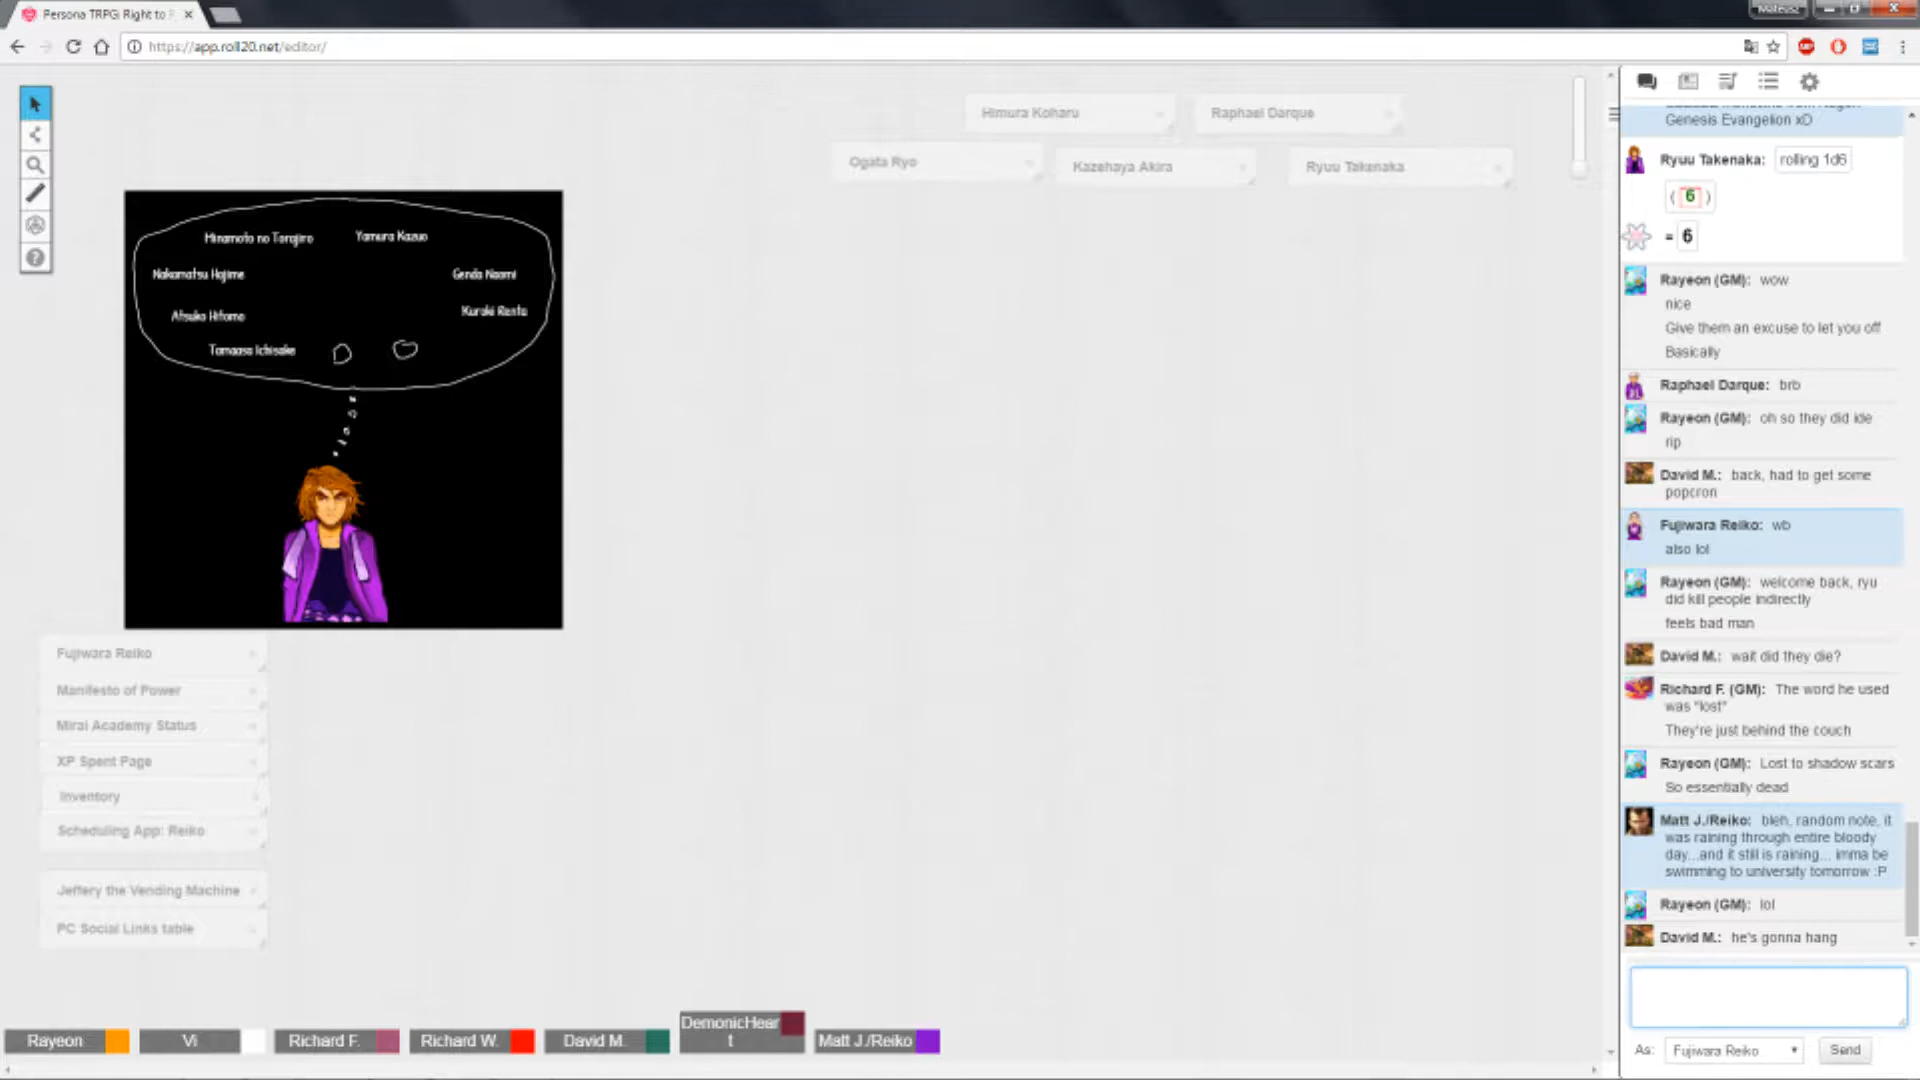 Persona TRPG: Right to
Mateusz
https://app.roll20.net/editor/
Himura Koharu
Raphael Darque
Ogata Ryo
Kazehaya Akira
Ryuu Takenaka
Hinamoto no Torajiro
Yamura Kazuo
Nakamatsu Hajime
Genda Naomi
Atsuko Hitomo
Kuroki Renta
Tamaasa Ichisake
Fujiwara Reiko
Manifesto of Power
Mirai Academy Status
XP Spent Page
Inventory
Scheduling App: Reiko
Jeffery the Vending Machine
PC Social Links table
Rayeon
Vi
Richard F.
Richard W.
David M.
DemonicHear
t
Matt J./Reiko
Genesis Evangelion xD
Ryuu Takenaka: rolling 1d6
(6)
= 6
Rayeon (GM): wow
nice
Give them an excuse to let you off
Basically
Raphael Darque: brb
Rayeon (GM): oh so they did ide
rip
David M.: back, had to get some
popcron
Fujiwara Reiko: wb
also lol
Rayeon (GM): welcome back, ryu
did kill people indirectly
feels bad man
David M.: wait did they die?
Richard F. (GM): The word he used
was "lost"
They're just behind the couch
Rayeon (GM): Lost to shadow scars
So essentially dead
Matt J./Reiko: bleh, random note, it
was raining through entire bloody
day...and it still is raining... imma be
swimming to university tomorrow :P
Rayeon (GM): lol
David M.: he's gonna hang
As: Fujiwara Reiko
Send